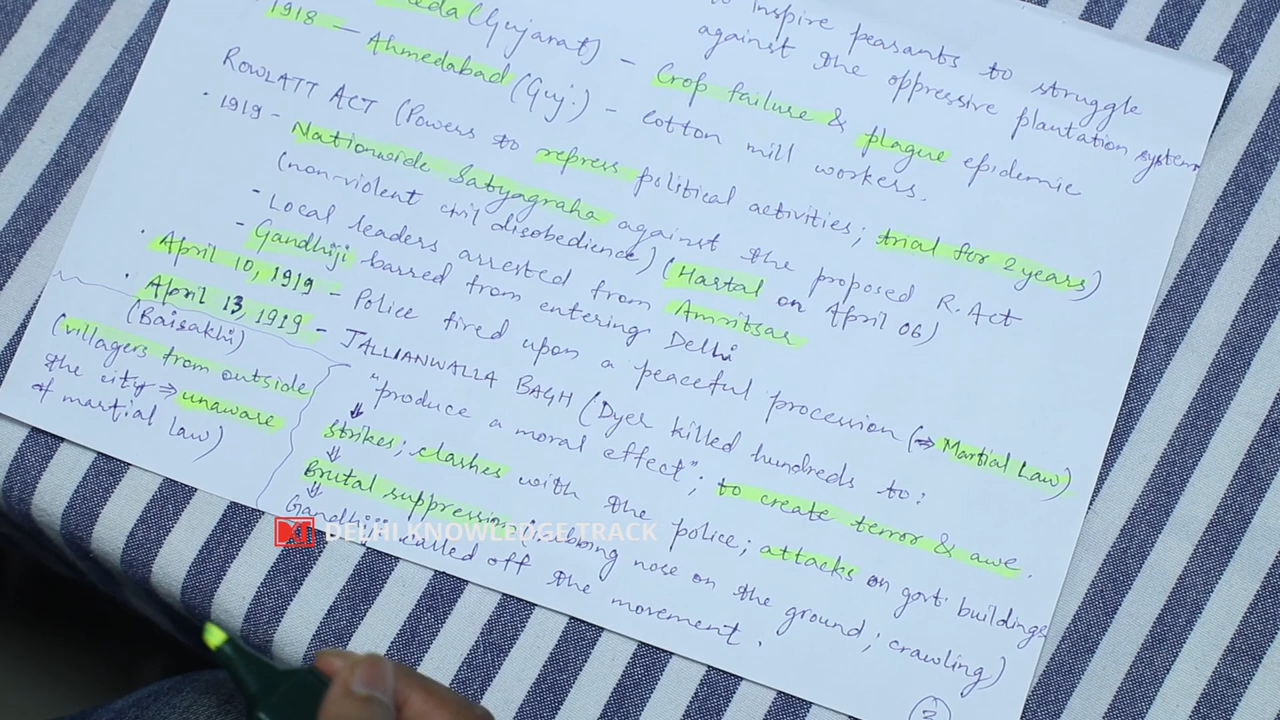 to inspire peasants to struggle
against the oppressive plantation system
eda (Gujarat) - Crop failure & plague epidemic
1918 - Ahmedabad (Guj.) - cotton mill workers.
ROWLATT ACT (Powers to repress political activities; trial for 2 years)
· 1919 - Nationwide Satyagraha against the proposed R. Act
(non-violent civil disobedience) (Hartal on April 06)
- Local leaders arrested from Amritsar
- Gandhiji barred from entering Delhi
· April 10, 1919 - Police fired upon a peaceful procession (⇒ Martial Law)
· April 13, 1919 - JALLIANWALLA BAGH (Dyer killed hundreds to:
(Baisakhi)
"produce a moral effect"; to create terror & awe.
(villagers from outside
the city ⇒ unaware
of martial law)
⇓
Strikes; clashes with the police; attacks on govt. buildings
⇓
Brutal suppression (rubbing nose on the ground; crawling)
⇓
Gandhiji called off the movement.
2
DELHI KNOWLEDGE TRACK